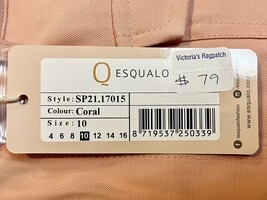 Victoria's Ragpatch
$ 79
Q ESQUALO
Style: SP21.17015
Colour: Coral
Size: 10
4 6 8 10 12 14 16
8 719537 250339
esqualofashion
esqualo.com